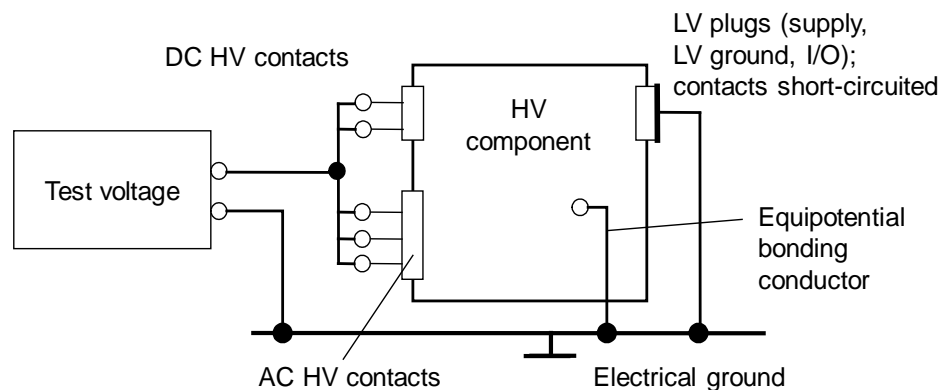 LV plugs (supply,
LV ground, I/O);
contacts short-circuited
DC HV contacts
HV
component
Test voltage
Equipotential
bonding
conductor
AC HV contacts
Electrical ground